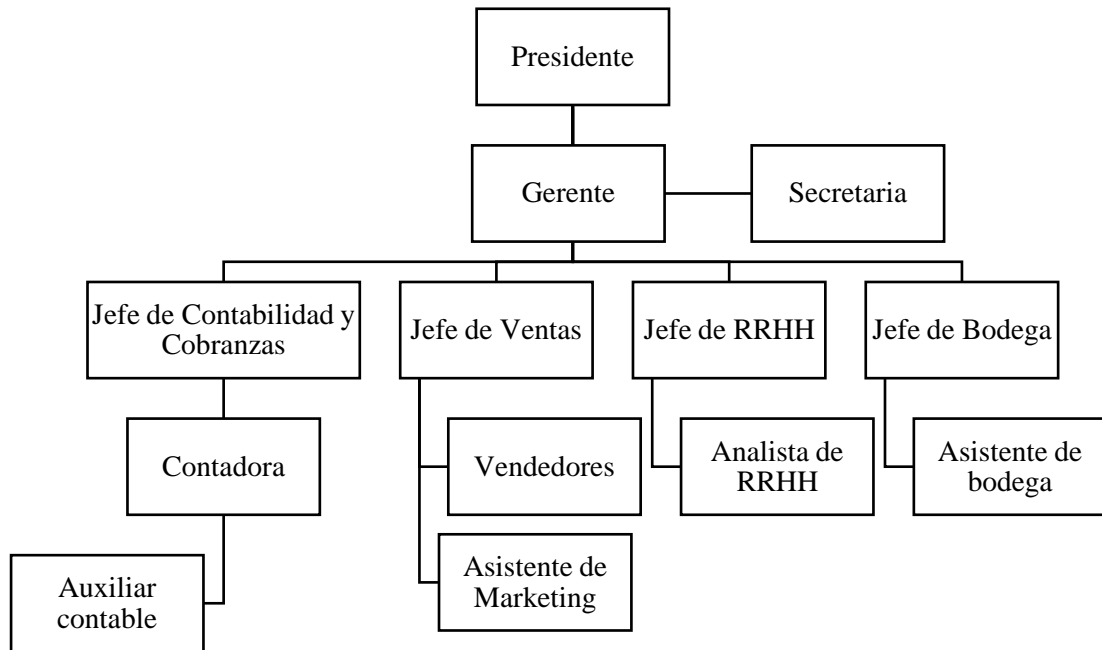 Presidente
Gerente
Secretaria
Jefe de Contabilidad y
Cobranzas
Jefe de Ventas
Jefe de RRHH
Jefe de Bodega
Contadora
Vendedores
Analista de
RRHH
Asistente de
bodega
Auxiliar
contable
Asistente de
Marketing